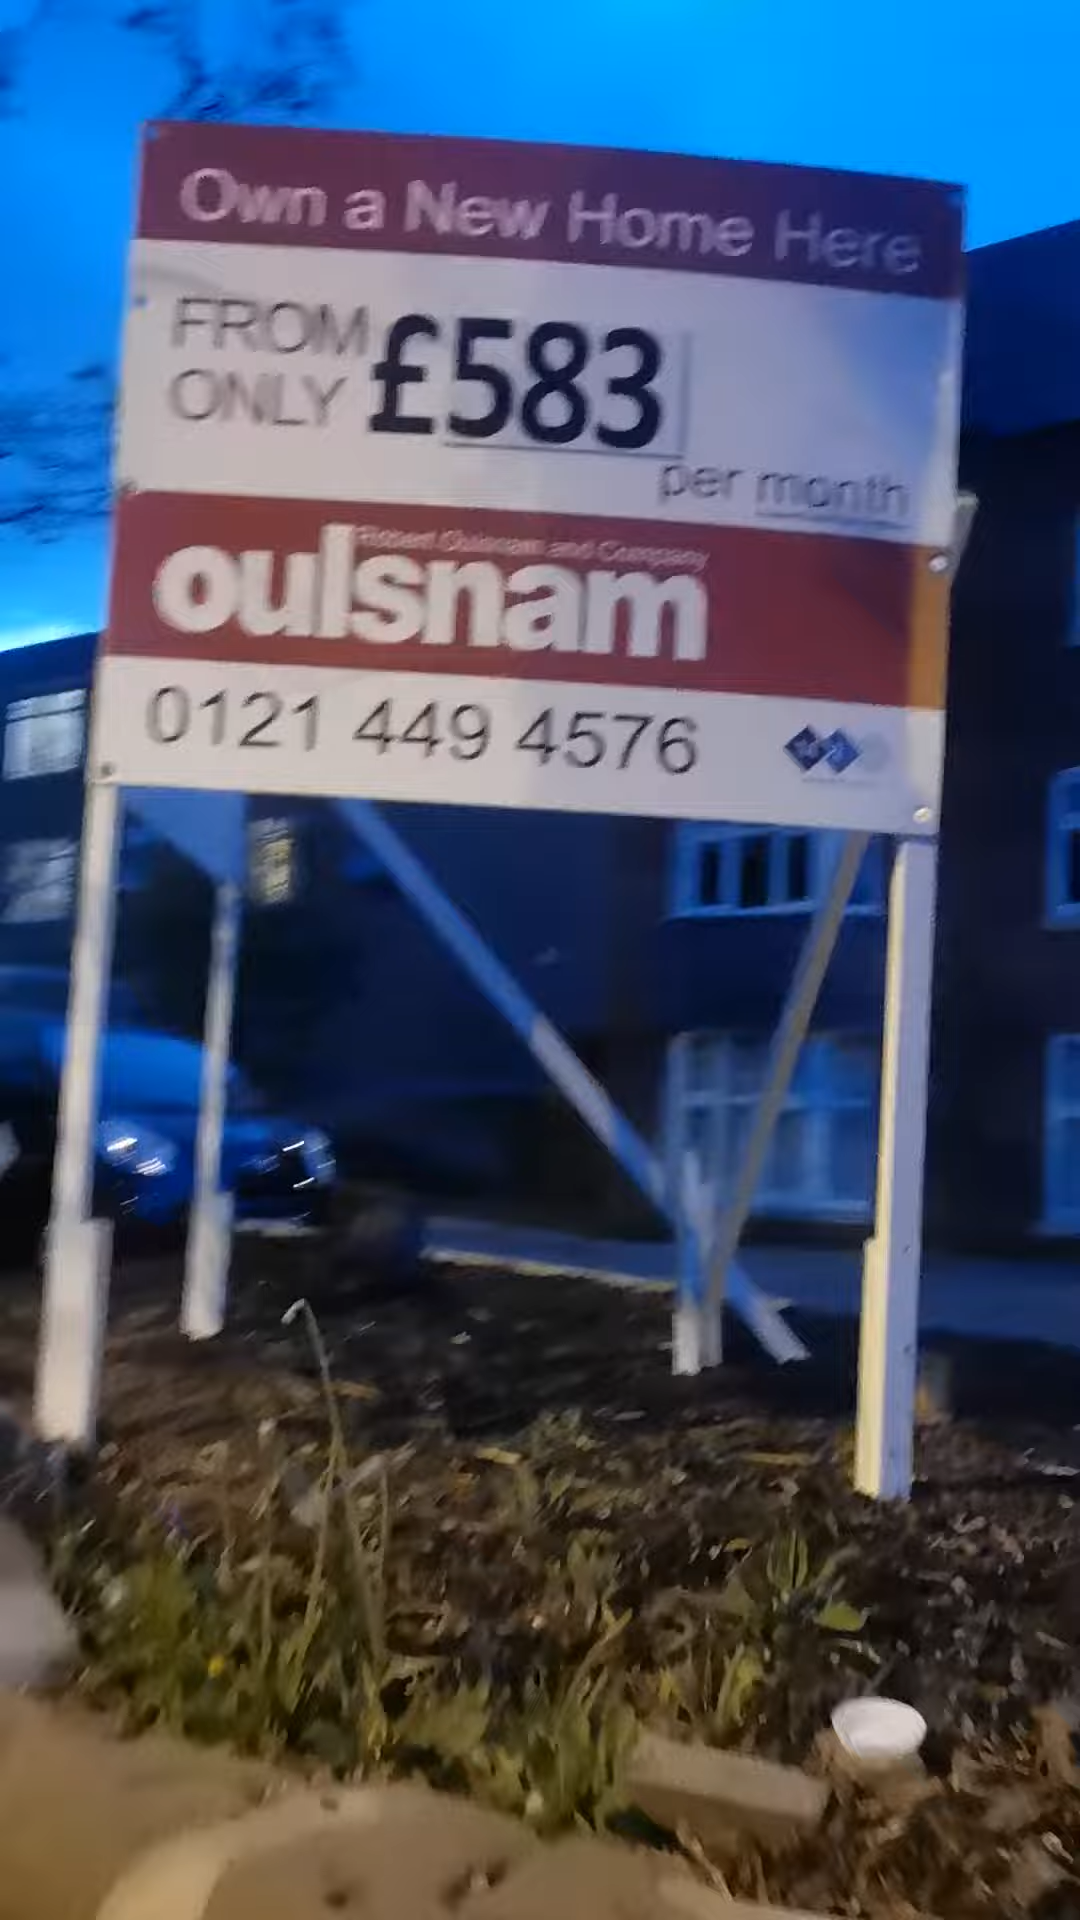 Own a New Home Here
FROM
ONLY
£583
per month
Robert Oulsnam and Company
oulsnam
0121 449 4576